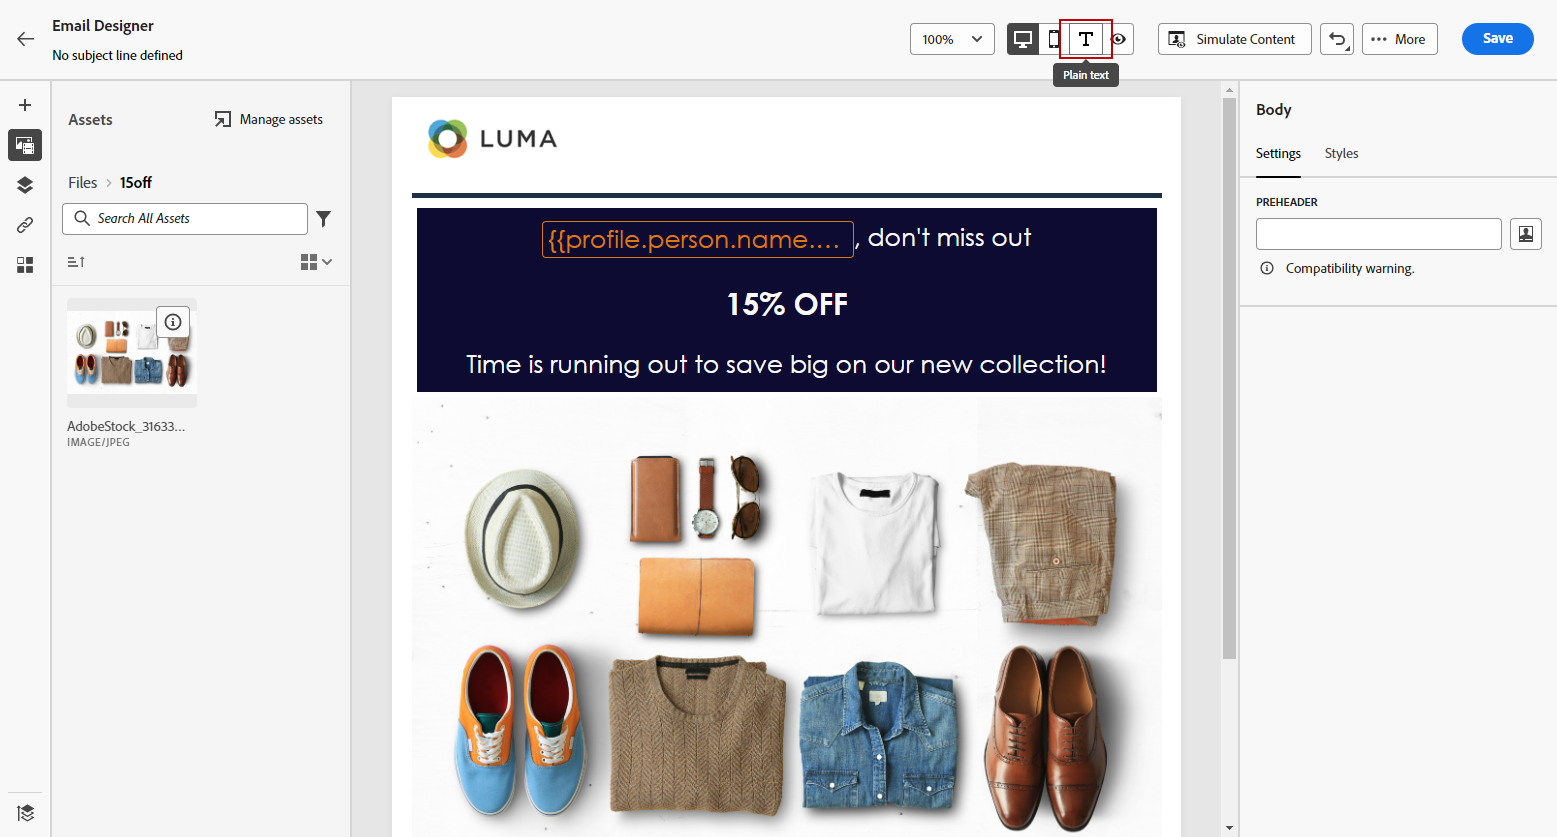 Email Designer
No subject line defined
100%
T
Simulate Content
More
Save
Plain text
Assets
Manage assets
Files > 15off
Search All Assets
AdobeStock_31633...
IMAGE/JPEG
LUMA
{{profile.person.name.... , don't miss out
15% OFF
Time is running out to save big on our new collection!
Body
Settings
Styles
PREHEADER
Compatibility warning.